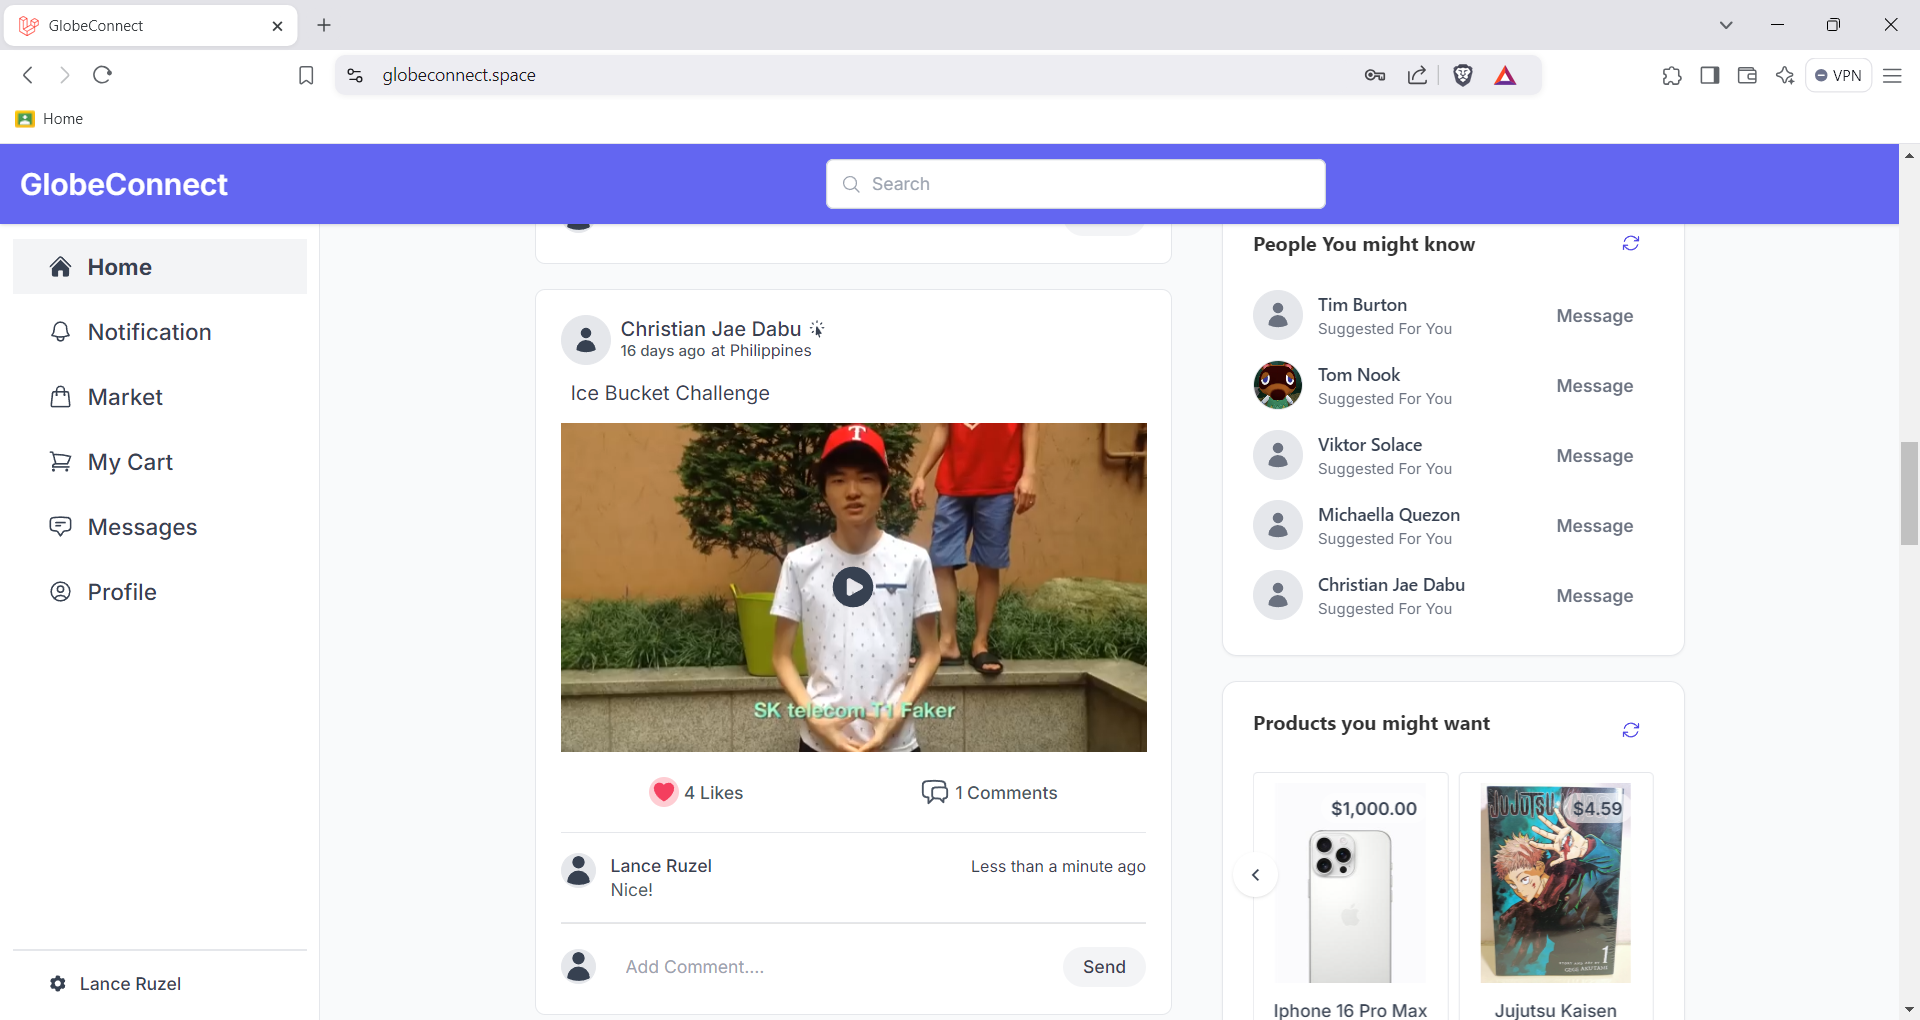 GlobeConnect
globeconnect.space
VPN
Home
GlobeConnect
Search
Home
Notification
Market
My Cart
Messages
Profile
Lance Ruzel
Christian Jae Dabu
16 days ago at Philippines
Ice Bucket Challenge
T
SK telecom T1 Faker
4 Likes
1 Comments
Lance Ruzel
Less than a minute ago
Nice!
Add Comment....
Send
People You might know
Tim Burton
Suggested For You
Message
Tom Nook
Suggested For You
Message
Viktor Solace
Suggested For You
Message
Michaella Quezon
Suggested For You
Message
Christian Jae Dabu
Suggested For You
Message
Products you might want
$1,000.00
Iphone 16 Pro Max
JUJUTSU
$4.59
1
GEGE AKUTAMI
Jujutsu Kaisen